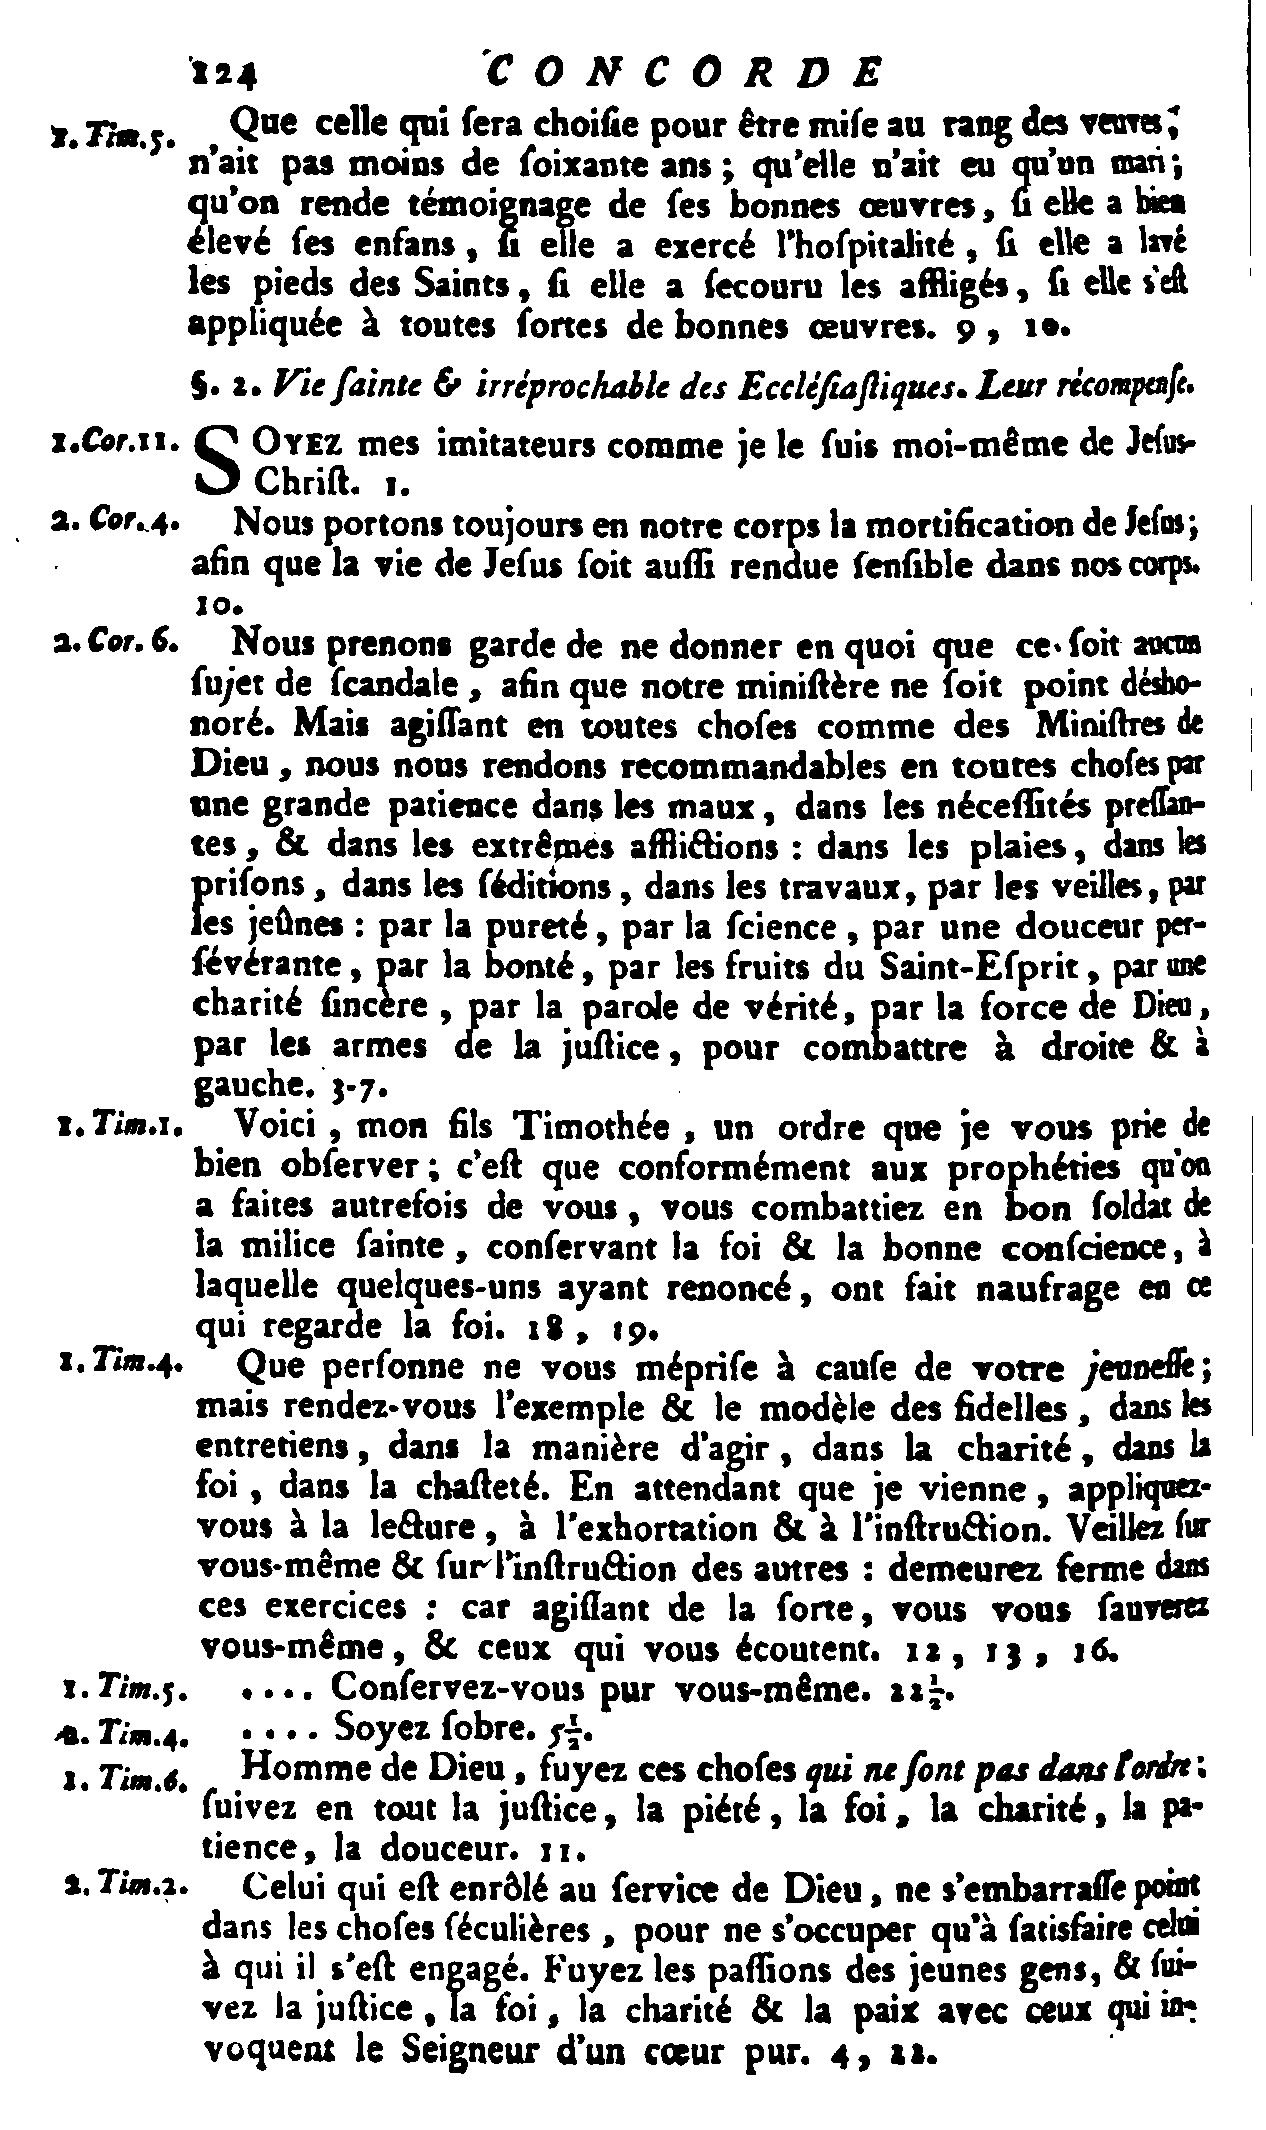 124 CONCORDE
1. Tim. 5. Que celle qui ſera choiſie pour être miſe au rang des veuves,
n'ait pas moins de ſoixante ans ; qu'elle n'ait eu qu'un mari ;
qu'on rende témoignage de ſes bonnes œuvres, ſi elle a bien
élevé ſes enfans, ſi elle a exercé l'hoſpitalité, ſi elle a lavé
les pieds des Saints, ſi elle a ſecouru les affligés, ſi elle s'eſt
appliquée à toutes ſortes de bonnes œuvres. 9, 10.
§. 2. Vie ſainte & irréprochable des Eccléſiaſtiques. Leur récompenſe.
1. Cor. 11. SOYEZ mes imitateurs comme je le ſuis moi-même de Jeſus-
Chriſt. 1.
2. Cor. 4. Nous portons toujours en notre corps la mortification de Jeſus ;
afin que la vie de Jeſus ſoit auſſi rendue ſenſible dans nos corps.
10.
2. Cor. 6. Nous prenons garde de ne donner en quoi que ce ſoit aucun
ſujet de ſcandale, afin que notre miniſtère ne ſoit point désho-
noré. Mais agiſſant en toutes choſes comme des Miniſtres de
Dieu, nous nous rendons recommandables en toutes choſes par
une grande patience dans les maux, dans les néceſſités preſſan-
tes, & dans les extrêmes afflictions : dans les plaies, dans les
priſons, dans les ſéditions, dans les travaux, par les veilles, par
les jeûnes : par la pureté, par la ſcience, par une douceur per-
ſévérante, par la bonté, par les fruits du Saint-Eſprit, par une
charité ſincère, par la parole de vérité, par la force de Dieu,
par les armes de la juſtice, pour combattre à droite & à
gauche. 3-7.
1. Tim. 1. Voici, mon fils Timothée, un ordre que je vous prie de
bien obſerver ; c'eſt que conformément aux prophéties qu'on
a faites autrefois de vous, vous combattiez en bon ſoldat de
la milice ſainte, conſervant la foi & la bonne conſcience, à
laquelle quelques-uns ayant renoncé, ont fait naufrage en ce
qui regarde la foi. 18, 19.
1. Tim. 4. Que perſonne ne vous mépriſe à cauſe de votre jeuneſſe ;
mais rendez-vous l'exemple & le modèle des fidelles, dans les
entretiens, dans la manière d'agir, dans la charité, dans la
foi, dans la chaſteté. En attendant que je vienne, appliquez-
vous à la lecture, à l'exhortation & à l'inſtruction. Veillez ſur
vous-même & ſur l'inſtruction des autres : demeurez ferme dans
ces exercices : car agiſſant de la ſorte, vous vous ſauverez
vous-même, & ceux qui vous écoutent. 12, 13, 16.
1. Tim. 5. .... Conſervez-vous pur vous-même. 22½.
2. Tim. 4. .... Soyez ſobre. 5½.
1. Tim. 6. Homme de Dieu, fuyez ces choſes qui ne ſont pas dans l'ordre ;
ſuivez en tout la juſtice, la piété, la foi, la charité, la pa-
tience, la douceur. 11.
2. Tim. 2. Celui qui eſt enrôlé au ſervice de Dieu, ne s'embarraſſe point
dans les choſes ſéculières, pour ne s'occuper qu'à ſatisfaire celui
à qui il s'eſt engagé. Fuyez les paſſions des jeunes gens, & ſui-
vez la juſtice, la foi, la charité & la paix avec ceux qui in-
voquent le Seigneur d'un cœur pur. 4, 22.